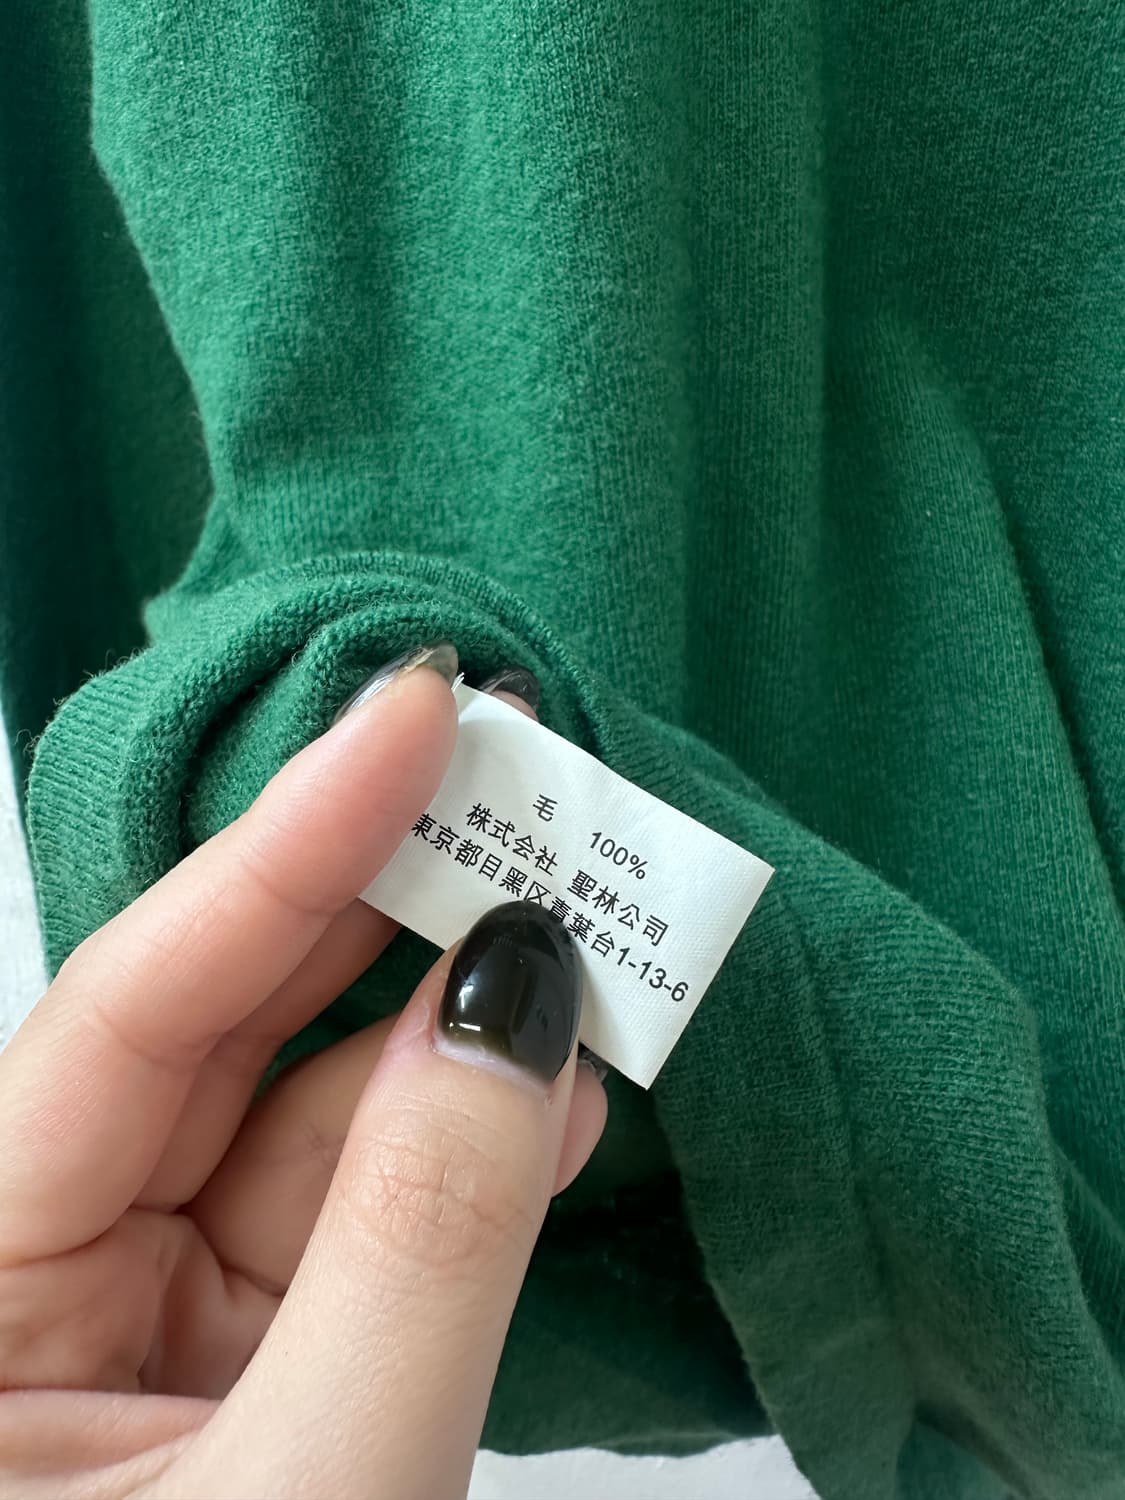 毛 100%
株式会社 聖林公司
東京都目黒区青葉台1-13-6